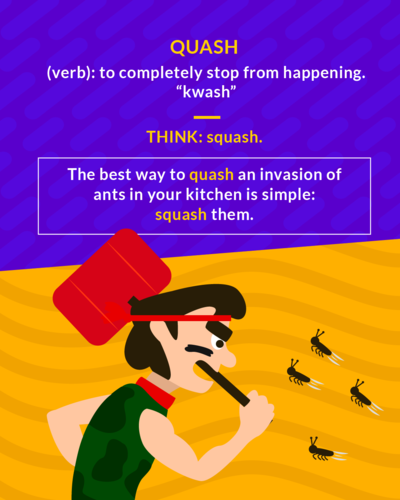 QUASH
(verb): to completely stop from happening.
“kwash”
THINK: squash.
The best way to quash an invasion of
ants in your kitchen is simple:
squash them.